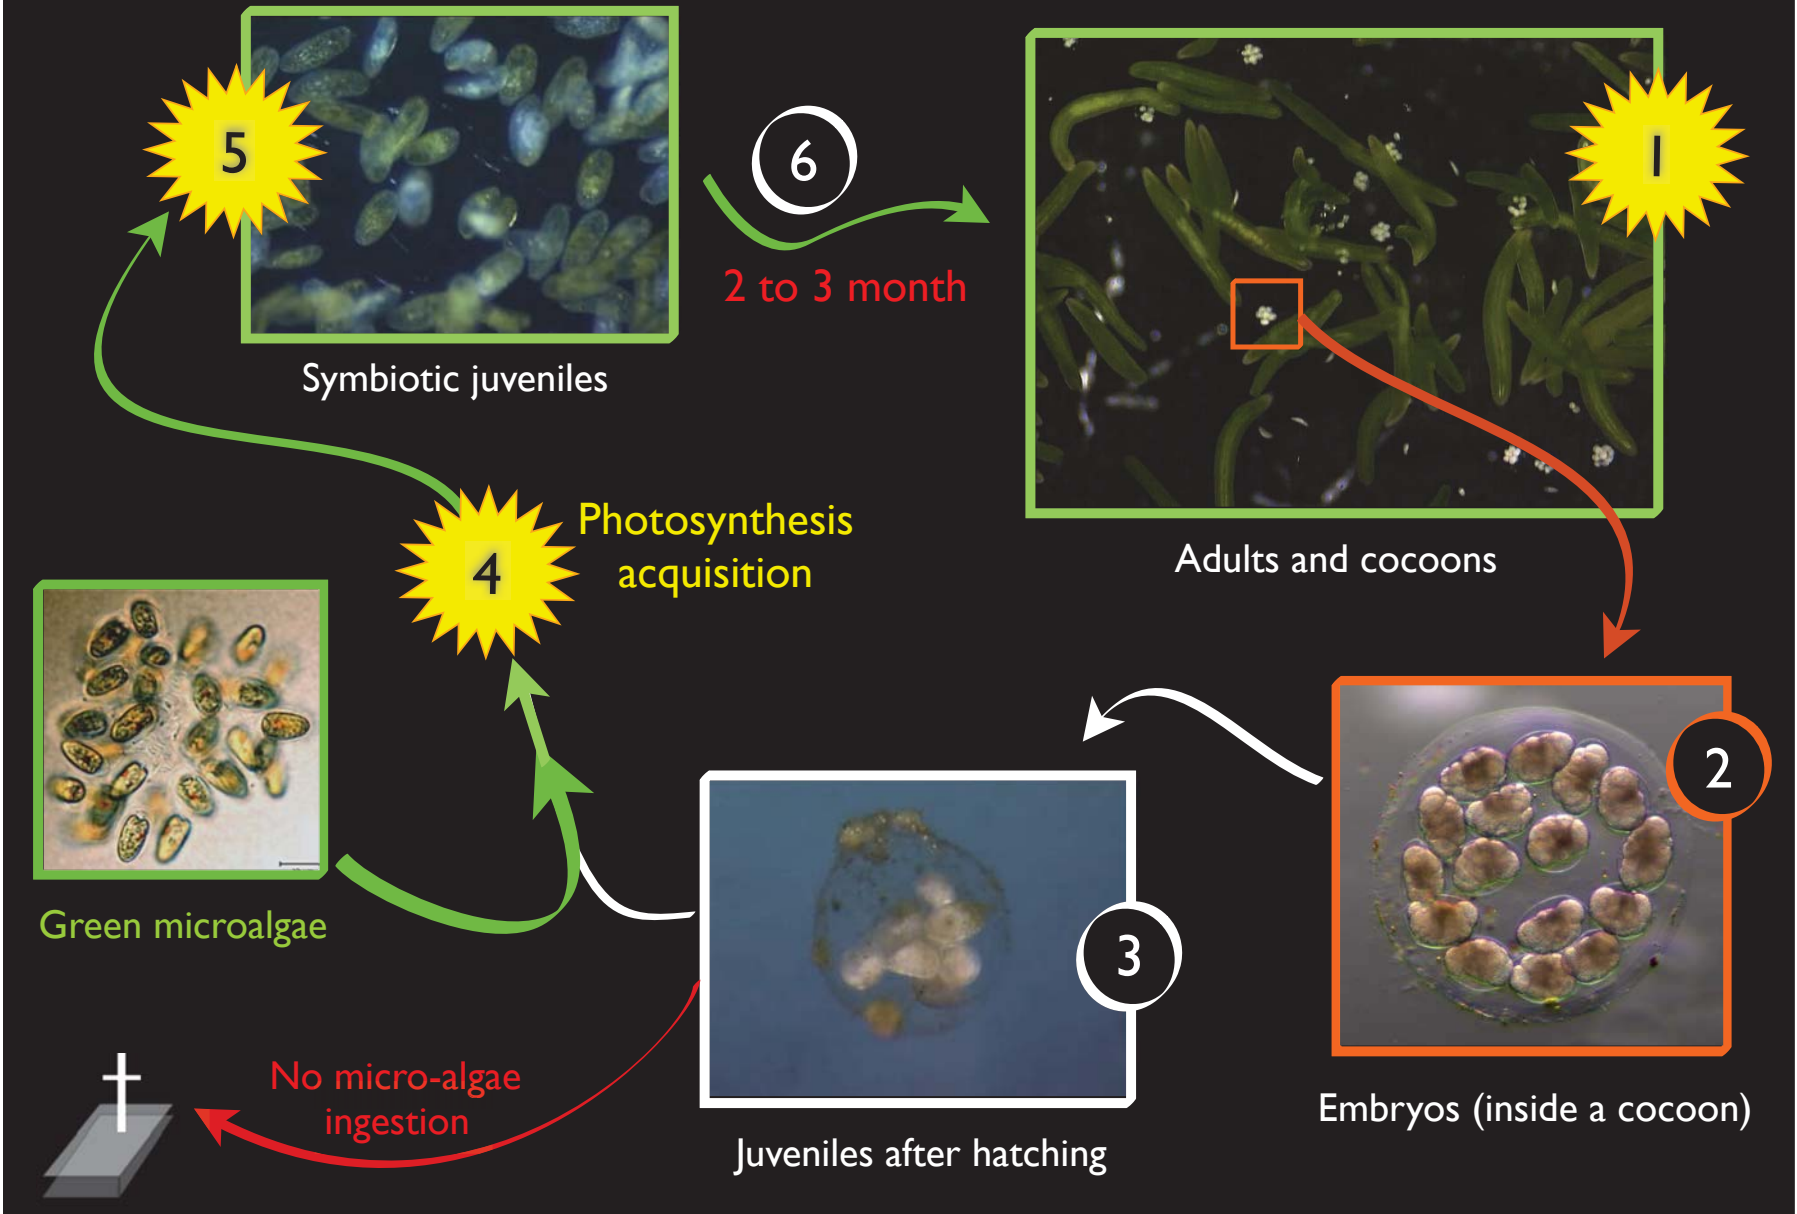 5
6
1
2 to 3 month
Symbiotic juveniles
Photosynthesis
acquisition
4
Adults and cocoons
2
Green microalgae
3
No micro-algae
ingestion
Juveniles after hatching
Embryos (inside a cocoon)